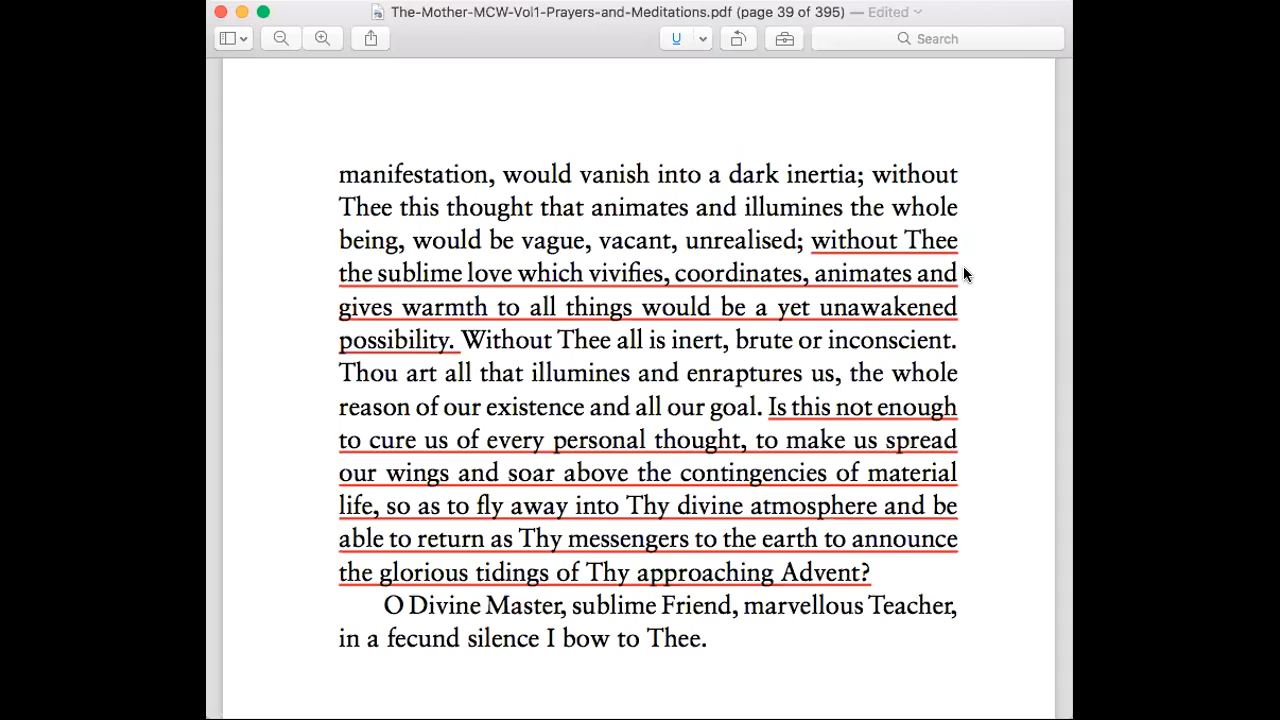 The-Mother-MCW-Vol1-Prayers-and-Meditations.pdf (page 39 of 395) — Edited
U
Search
manifestation, would vanish into a dark inertia; without
Thee this thought that animates and illumines the whole
being, would be vague, vacant, unrealised; without Thee
the sublime love which vivifies, coordinates, animates and
gives warmth to all things would be a yet unawakened
possibility. Without Thee all is inert, brute or inconscient.
Thou art all that illumines and enraptures us, the whole
reason of our existence and all our goal. Is this not enough
to cure us of every personal thought, to make us spread
our wings and soar above the contingencies of material
life, so as to fly away into Thy divine atmosphere and be
able to return as Thy messengers to the earth to announce
the glorious tidings of Thy approaching Advent?
O Divine Master, sublime Friend, marvellous Teacher,
in a fecund silence I bow to Thee.